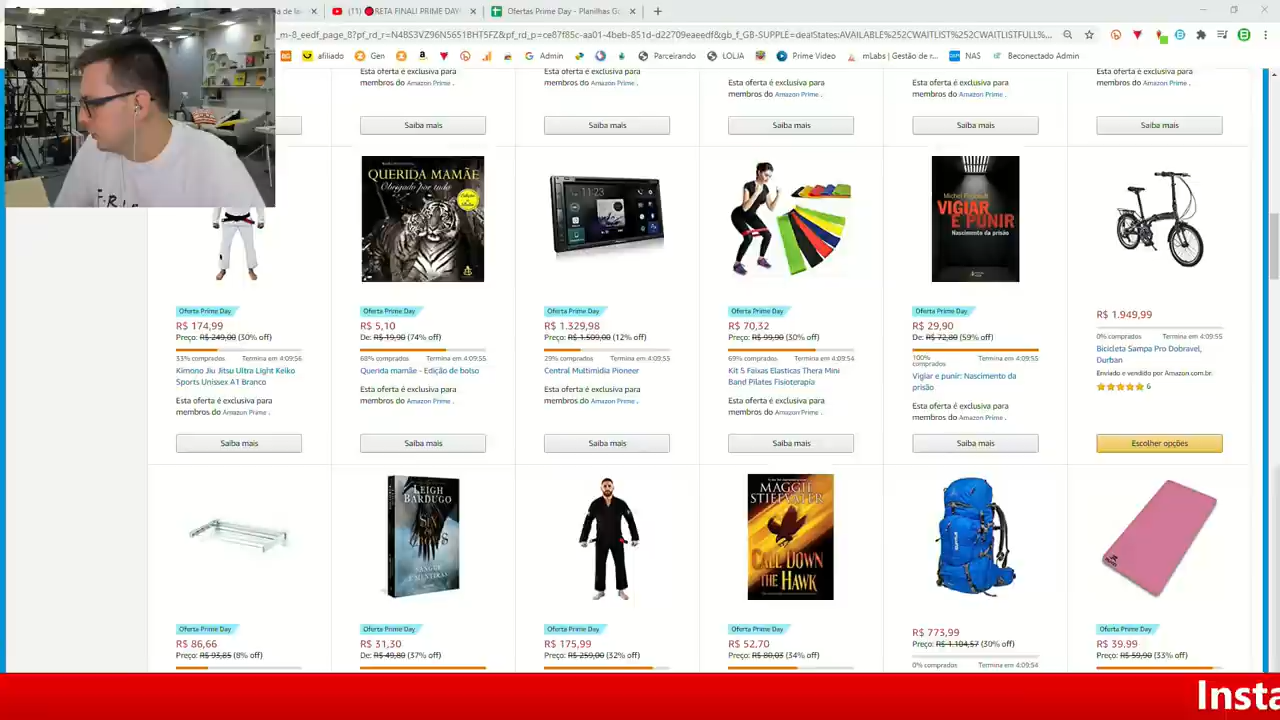 da de la
(11) 🔴RETA FINAL! PRIME DAY!
Ofertas Prime Day - Planilhas Go
afiliado
Gen
Admin
Parceirando
LOLJA
Prime Video
mLabs | Gestão de r...
NAS
Beconectado Admin
Esta oferta é exclusiva para
membros do Amazon Prime .
Esta oferta é exclusiva para
membros do Amazon Prime .
Esta oferta é exclusiva para
membros do Amazon Prime .
Esta oferta é exclusiva para
membros do Amazon Prime .
Esta oferta é exclusiva para
membros do Amazon Prime .
Saiba mais
Saiba mais
Saiba mais
Saiba mais
Saiba mais
QUERIDA MAMÃE
Obrigado por tudo
11:23
Michel Foucault
VIGIAR
E PUNIR
Nascimento da prisão
Oferta Prime Day
R$ 174,99
Preço: R$ 249,00 (30% off)
33% comprados
Termina em 4:09:56
Kimono Jiu Jitsu Ultra Light Keiko
Sports Unissex A1 Branco
Esta oferta é exclusiva para
membros do Amazon Prime .
Saiba mais
Oferta Prime Day
R$ 5,10
De: R$ 19,90 (74% off)
68% comprados
Termina em 4:09:55
Querida mamãe - Edição de bolso
Esta oferta é exclusiva para
membros do Amazon Prime .
Saiba mais
Oferta Prime Day
R$ 1.329,98
Preço: R$ 1.509,00 (12% off)
29% comprados
Termina em 4:09:55
Central Multimidia Pioneer
Esta oferta é exclusiva para
membros do Amazon Prime .
Saiba mais
Oferta Prime Day
R$ 70,32
Preço: R$ 99,90 (30% off)
69% comprados
Termina em 4:09:54
Kit 5 Faixas Elasticas Thera Mini
Band Pilates Fisioterapia
Esta oferta é exclusiva para
membros do Amazon Prime .
Saiba mais
Oferta Prime Day
R$ 29,90
De: R$ 72,80 (59% off)
100%
comprados
Termina em 4:09:55
Vigiar e punir: Nascimento da
prisão
Esta oferta é exclusiva para
membros do Amazon Prime .
Saiba mais
R$ 1.949,99
0% comprados
Termina em 4:09:55
Bicicleta Sampa Pro Dobravel,
Durban
Enviado e vendido por Amazon.com.br.
6
Escolher opções
LEIGH
BARDUGO
MAGGIE
STIEFVATER
CALL DOWN
THE HAWK
Oferta Prime Day
R$ 86,66
Preço: R$ 93,85 (8% off)
Oferta Prime Day
R$ 31,30
De: R$ 49,80 (37% off)
Oferta Prime Day
R$ 175,99
Preço: R$ 259,00 (32% off)
Oferta Prime Day
R$ 52,70
Preço: R$ 80,03 (34% off)
R$ 773,99
Preço: R$ 1.104,57 (30% off)
0% comprados
Termina em 4:09:54
Oferta Prime Day
R$ 39,99
Preço: R$ 59,90 (33% off)
Insta